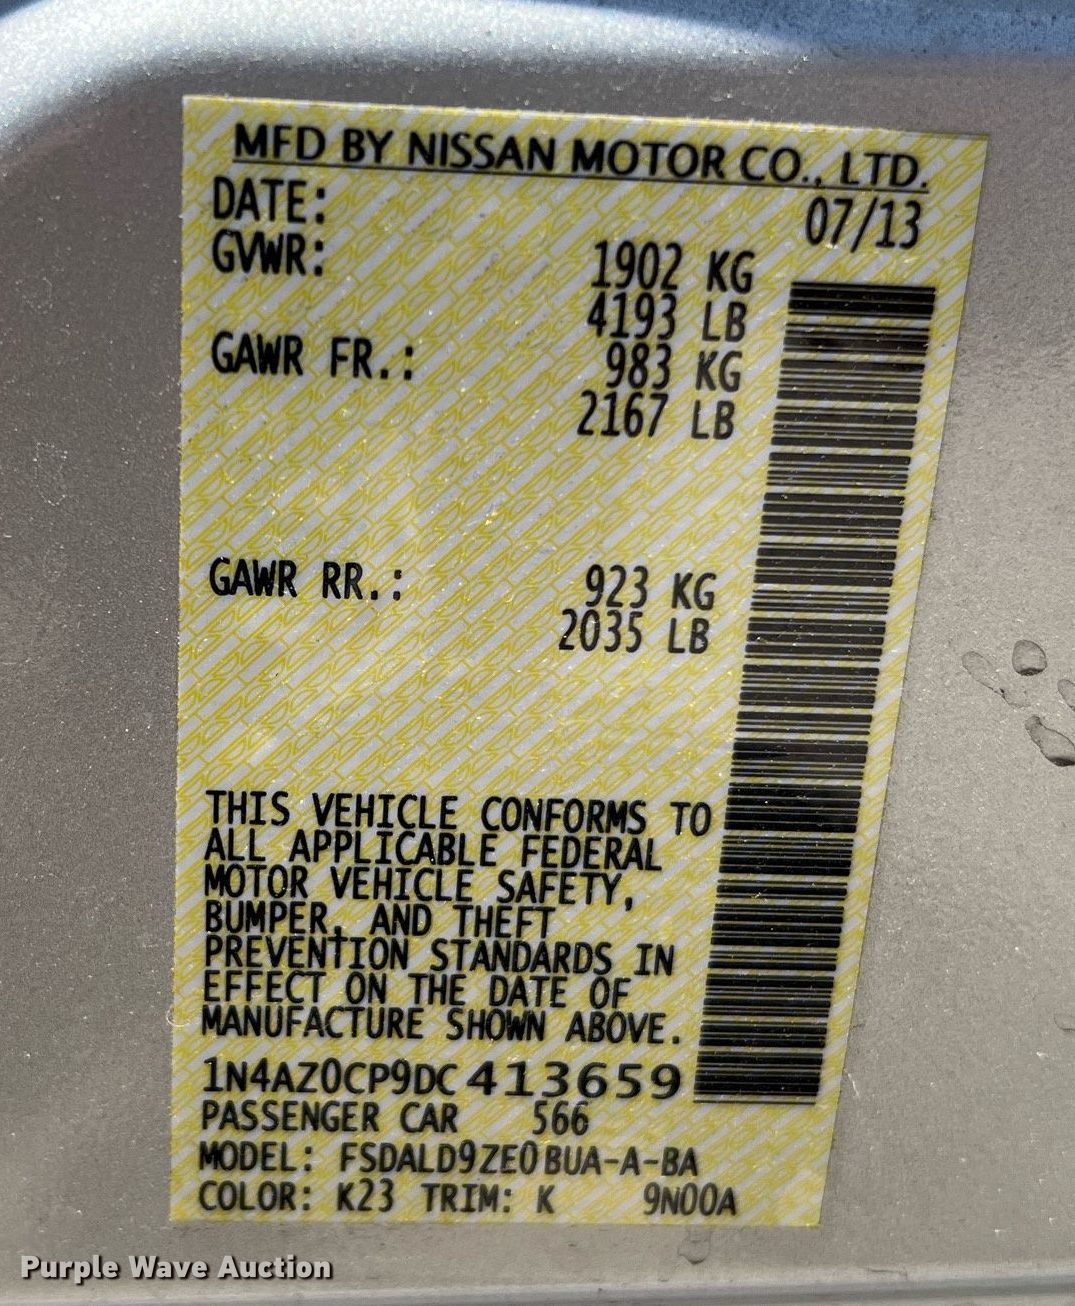 MFD BY NISSAN MOTOR CO., LTD.
DATE: 07/13
GVWR: 1902 KG
4193 LB
GAWR FR.: 983 KG
2167 LB
GAWR RR.: 923 KG
2035 LB
THIS VEHICLE CONFORMS TO
ALL APPLICABLE FEDERAL
MOTOR VEHICLE SAFETY,
BUMPER, AND THEFT
PREVENTION STANDARDS IN
EFFECT ON THE DATE OF
MANUFACTURE SHOWN ABOVE.
1N4AZ0CP9DC413659
PASSENGER CAR 566
MODEL: FSDALD9ZE0BUA-A-BA
COLOR: K23 TRIM: K 9N00A
Purple Wave Auction